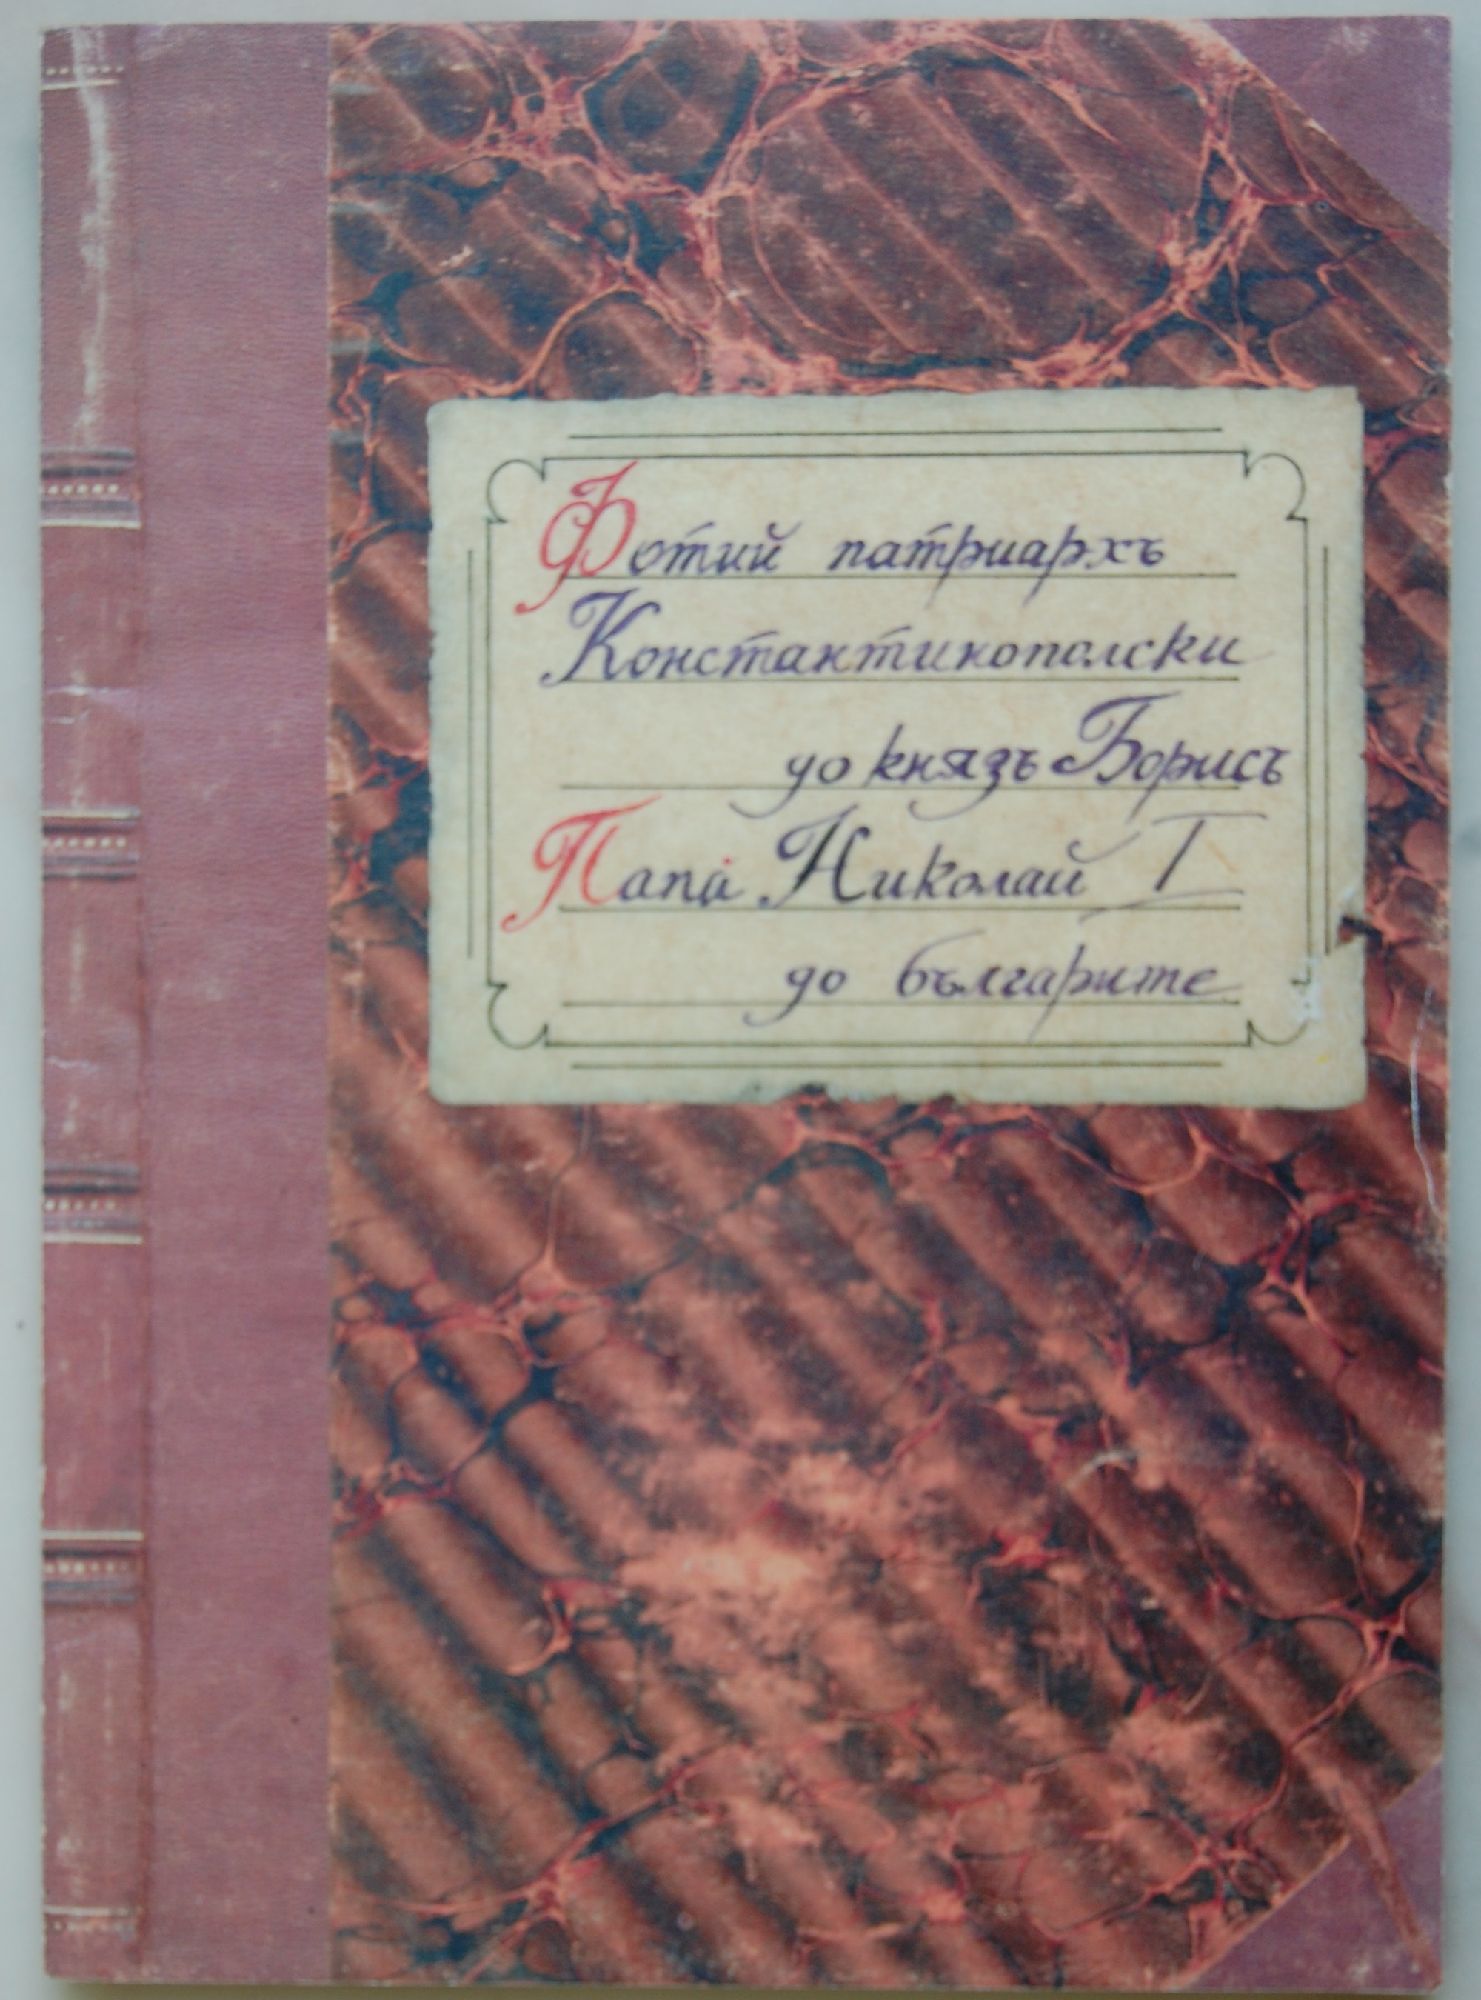 Фотий патриархъ
Константинополски
до князъ Борисъ
Папа Николай I
до българите